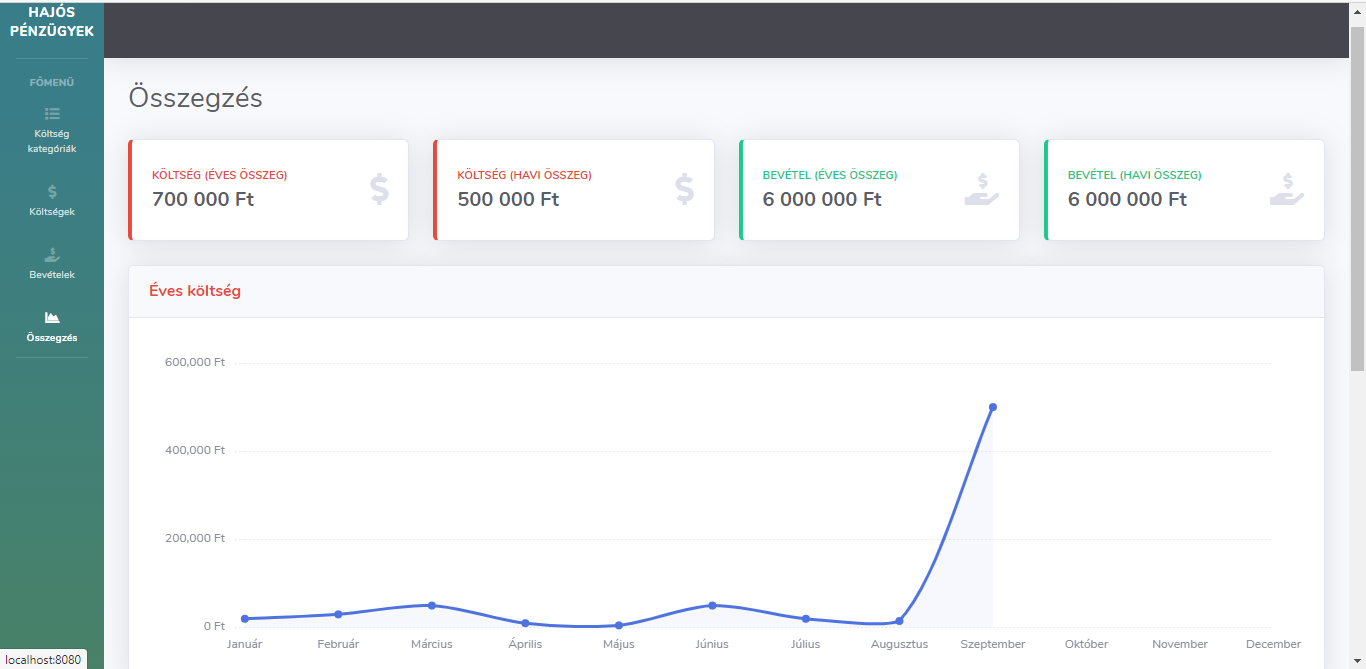 HAJÓS
PÉNZÜGYEK
FŐMENÜ
Költség
kategóriák
Költségek
Bevételek
Összegzés
Összegzés
KÖLTSÉG (ÉVES ÖSSZEG)
700 000 Ft
KÖLTSÉG (HAVI ÖSSZEG)
500 000 Ft
BEVÉTEL (ÉVES ÖSSZEG)
6 000 000 Ft
BEVÉTEL (HAVI ÖSSZEG)
6 000 000 Ft
Éves költség
600,000 Ft
400,000 Ft
200,000 Ft
0 Ft
Január Február Március Április Május Június Július Augusztus Szeptember Október November December
localhost:8080